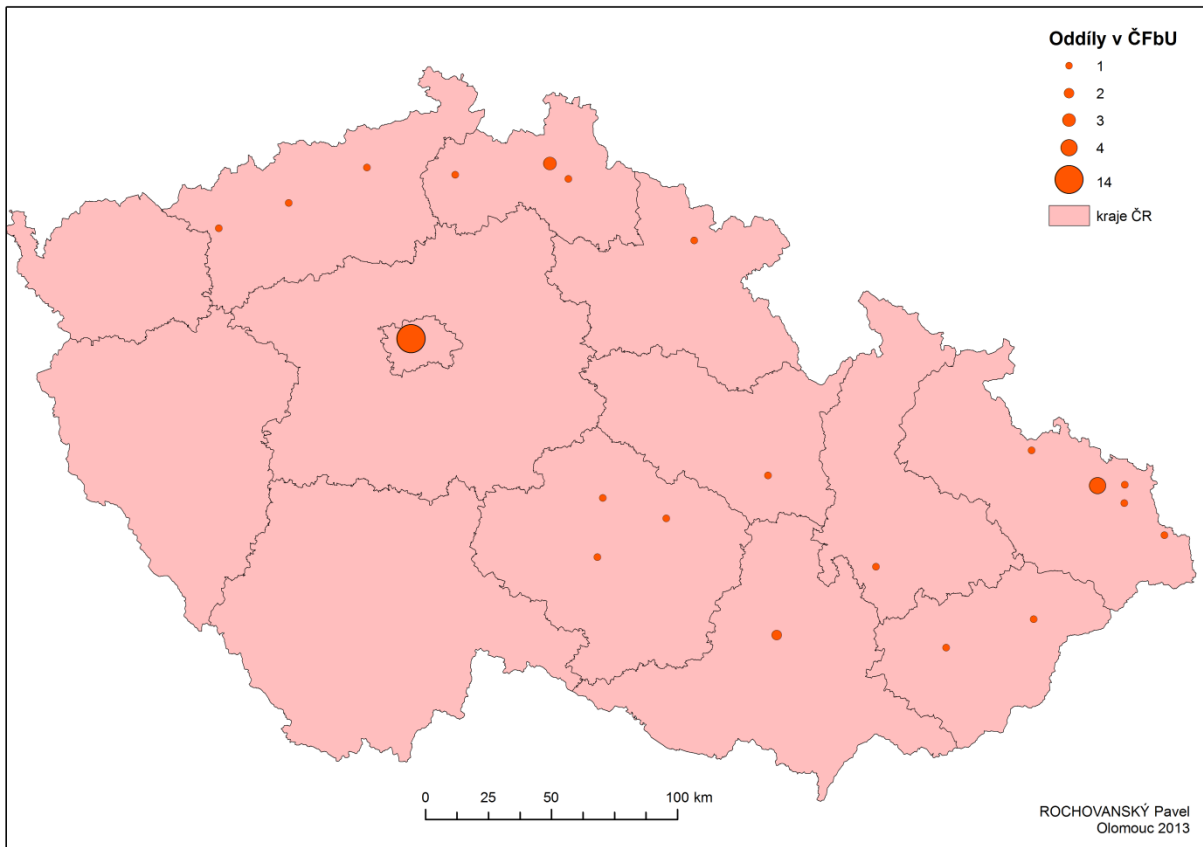 Oddíly v ČFbU
1
2
3
4
14
kraje ČR
0 25 50 100 km
ROCHOVANSKÝ Pavel
Olomouc 2013